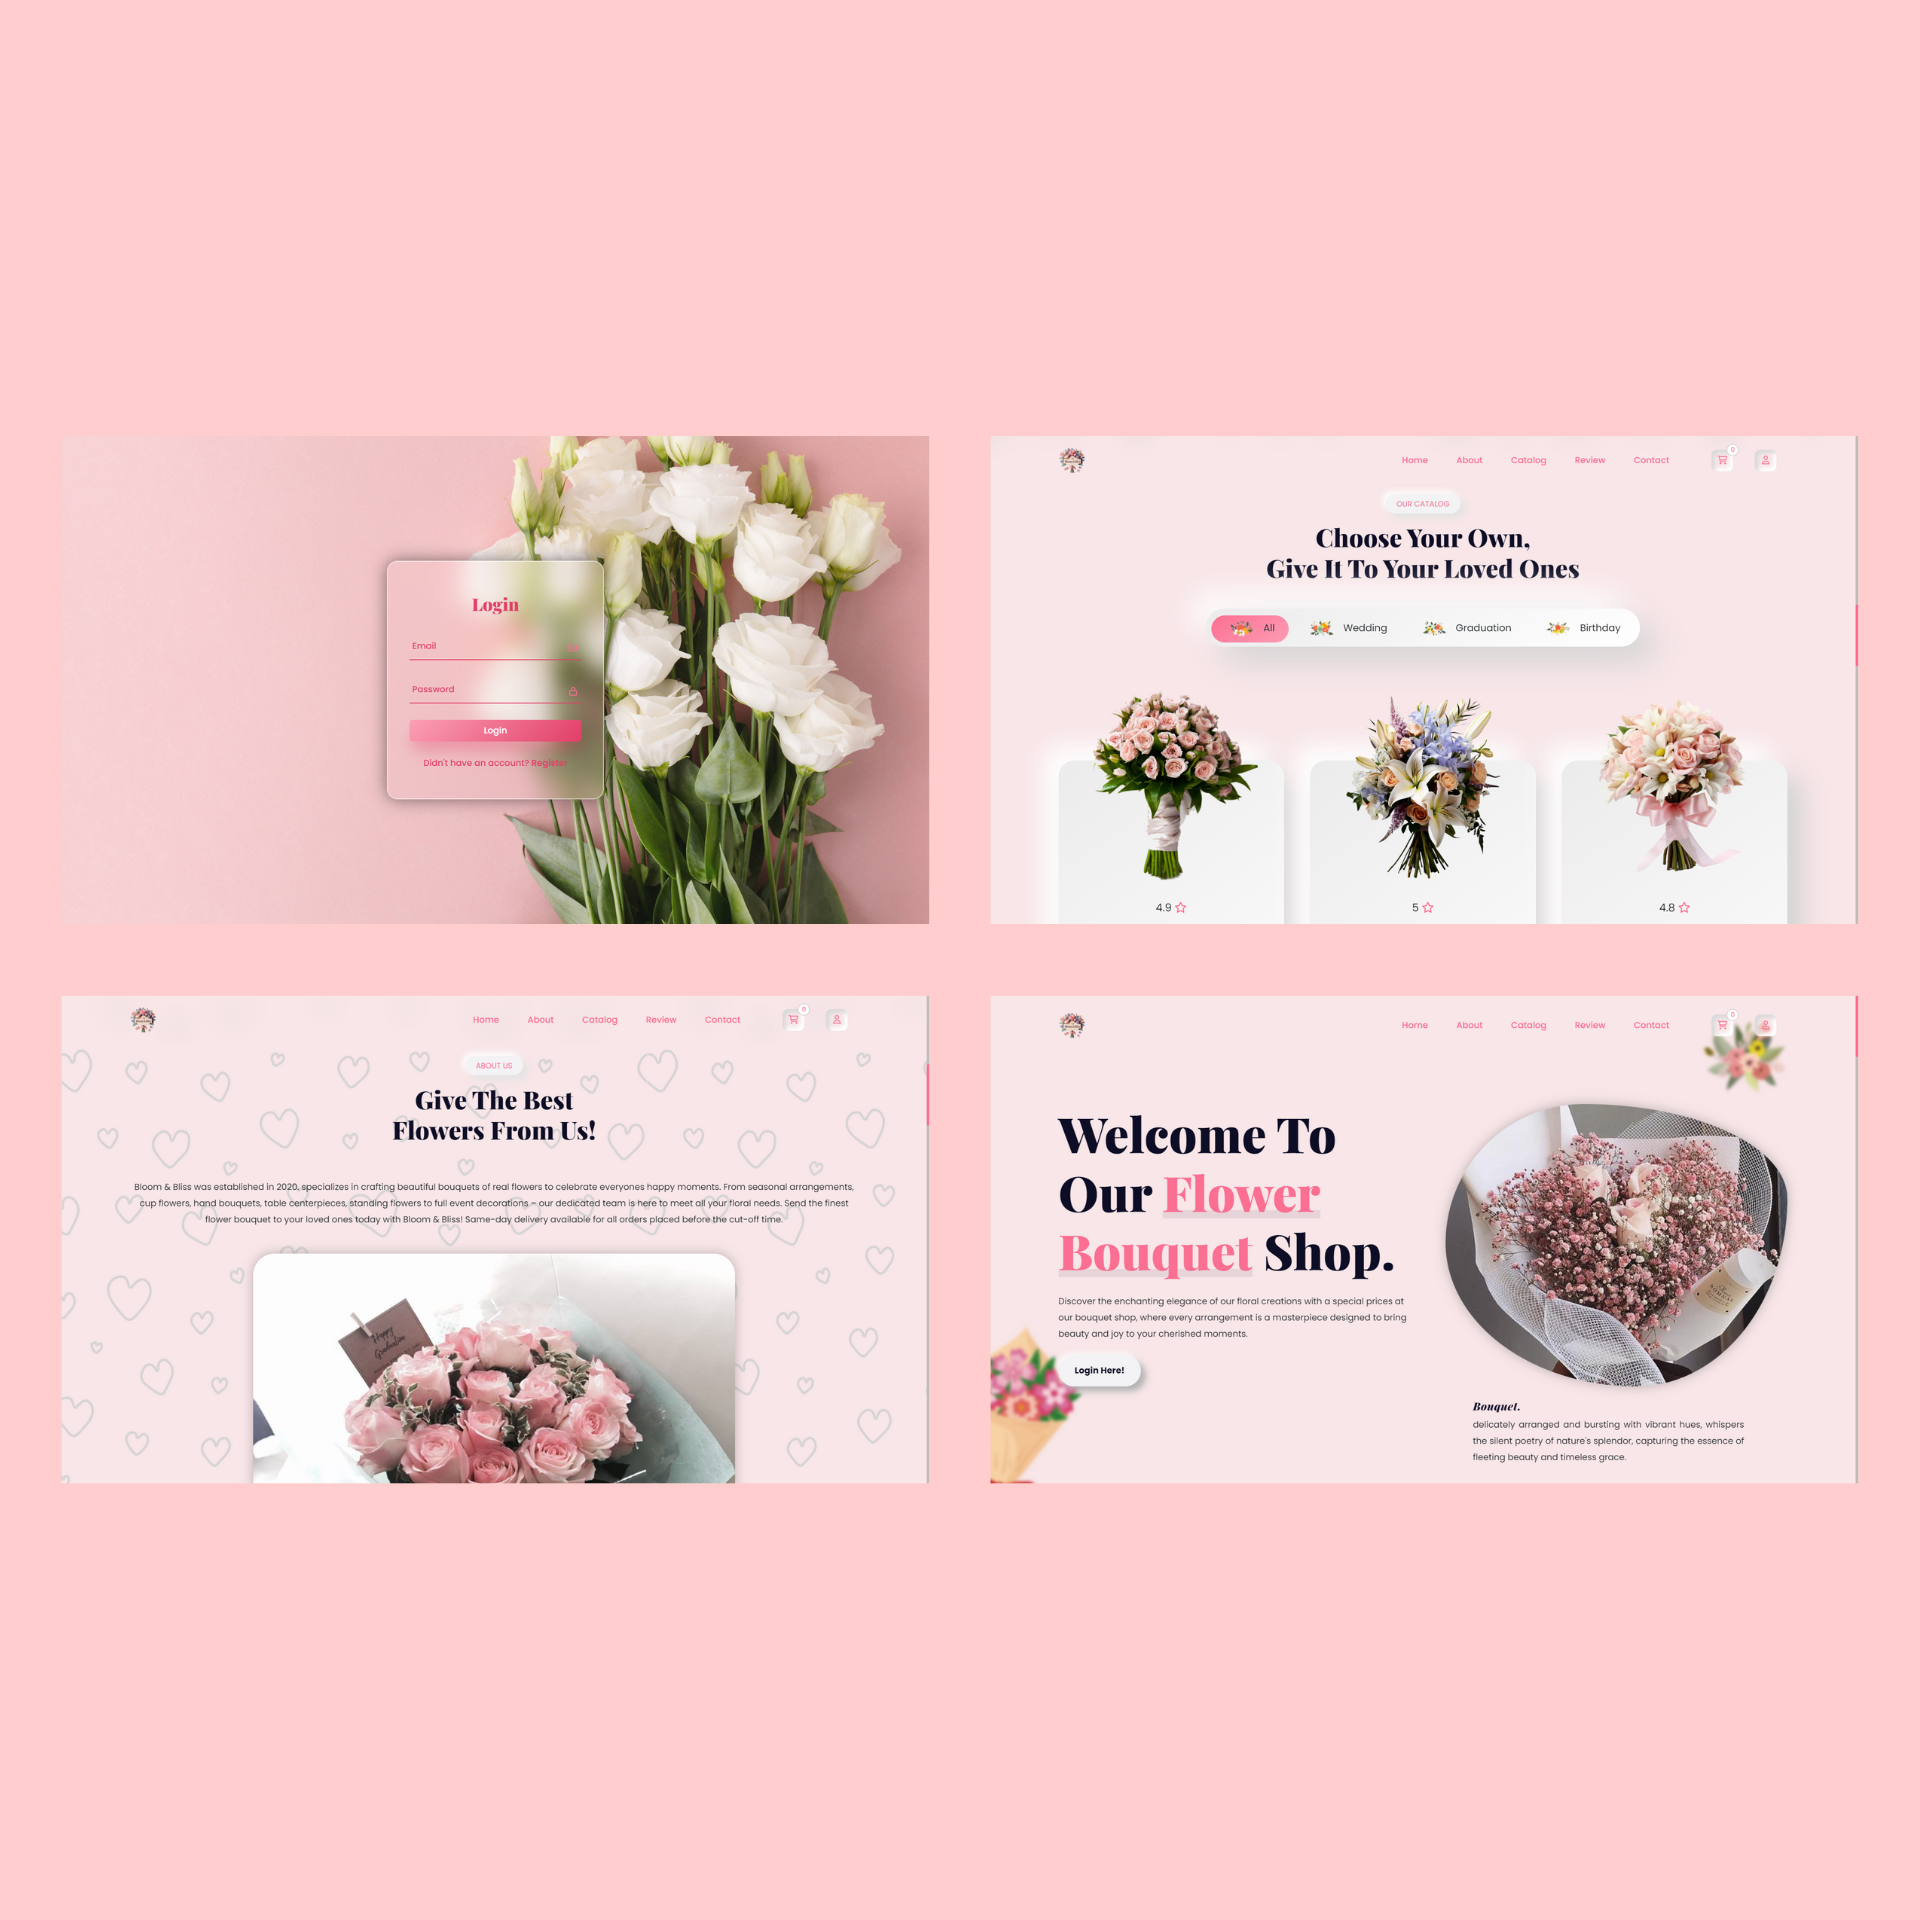 Login
Email
Password
Login
Didn't have an account? Register
Home About Catalog Review Contact
0
OUR CATALOG
Choose Your Own,
Give It To Your Loved Ones
All Wedding Graduation Birthday
4.9
5
4.8
Home About Catalog Review Contact
0
ABOUT US
Give The Best
Flowers From Us!
Bloom & Bliss was established in 2020, specializes in crafting beautiful bouquets of real flowers to celebrate everyones happy moments. From seasonal arrangements,
cup flowers, hand bouquets, table centerpieces, standing flowers to full event decorations – our dedicated team is here to meet all your floral needs. Send the finest
flower bouquet to your loved ones today with Bloom & Bliss! Same-day delivery available for all orders placed before the cut-off time.
Happy
Graduation
Home About Catalog Review Contact
0
Welcome To
Our Flower
Bouquet Shop.
Discover the enchanting elegance of our floral creations with a special prices at
our bouquet shop, where every arrangement is a masterpiece designed to bring
beauty and joy to your cherished moments.
Login Here!
Bouquet.
delicately arranged and bursting with vibrant hues, whispers
the silent poetry of nature's splendor, capturing the essence of
fleeting beauty and timeless grace.